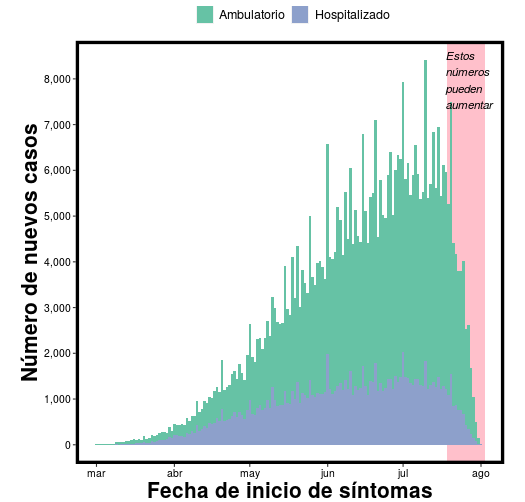 Ambulatorio Hospitalizado
Estos
números
pueden
aumentar
8,000
7,000
6,000
5,000
4,000
3,000
2,000
1,000
0
Número de nuevos casos
mar abr may jun jul ago
Fecha de inicio de síntomas